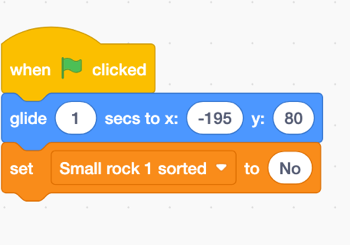 when clicked
glide 1 secs to x: -195 y: 80
set Small rock 1 sorted to No